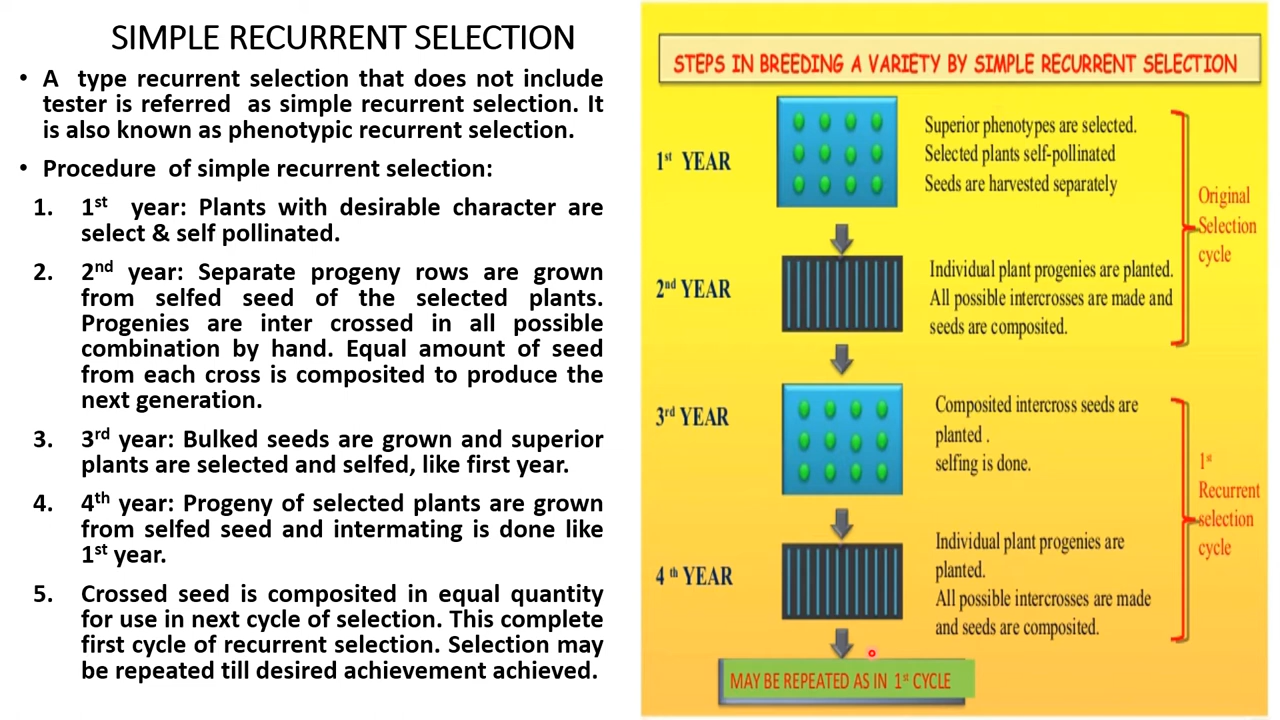 SIMPLE RECURRENT SELECTION
• A type recurrent selection that does not include
tester is referred as simple recurrent selection. It
is also known as phenotypic recurrent selection.
• Procedure of simple recurrent selection:
1. 1st year: Plants with desirable character are
select & self pollinated.
2. 2nd year: Separate progeny rows are grown
from selfed seed of the selected plants.
Progenies are inter crossed in all possible
combination by hand. Equal amount of seed
from each cross is composited to produce the
next generation.
3. 3rd year: Bulked seeds are grown and superior
plants are selected and selfed, like first year.
4. 4th year: Progeny of selected plants are grown
from selfed seed and intermating is done like
1st year.
5. Crossed seed is composited in equal quantity
for use in next cycle of selection. This complete
first cycle of recurrent selection. Selection may
be repeated till desired achievement achieved.
STEPS IN BREEDING A VARIETY BY SIMPLE RECURRENT SELECTION
1st YEAR
Superior phenotypes are selected.
Selected plants self-pollinated
Seeds are harvested separately
2nd YEAR
Individual plant progenies are planted.
All possible intercrosses are made and
seeds are composited.
Original
Selection
cycle
3rd YEAR
Composited intercross seeds are
planted .
selfing is done.
4 th YEAR
Individual plant progenies are
planted.
All possible intercrosses are made
and seeds are composited.
1st
Recurrent
selection
cycle
MAY BE REPEATED AS IN 1st CYCLE